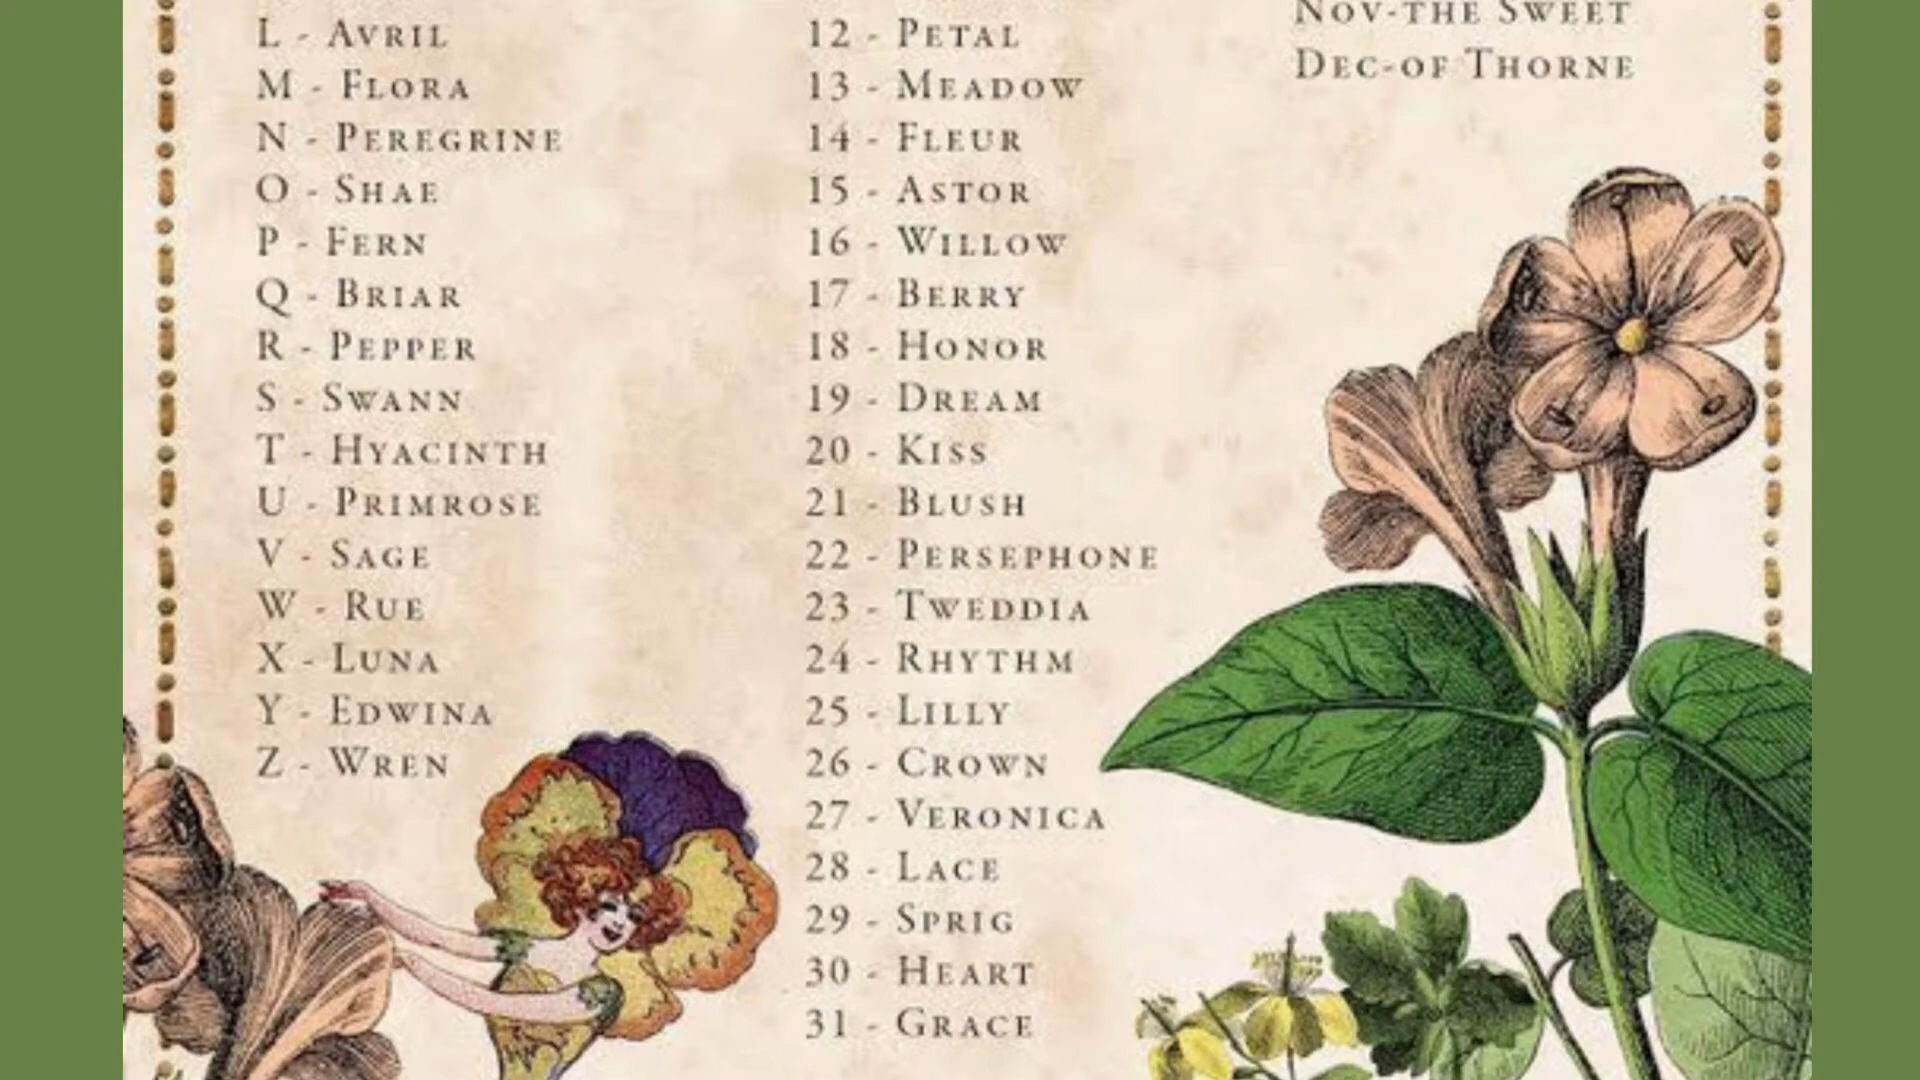 L - Avril
M - Flora
N - Peregrine
O - Shae
P - Fern
Q - Briar
R - Pepper
S - Swann
T - Hyacinth
U - Primrose
V - Sage
W - Rue
X - Luna
Y - Edwina
Z - Wren
12 - Petal
13 - Meadow
14 - Fleur
15 - Astor
16 - Willow
17 - Berry
18 - Honor
19 - Dream
20 - Kiss
21 - Blush
22 - Persephone
23 - Tweddia
24 - Rhythm
25 - Lilly
26 - Crown
27 - Veronica
28 - Lace
29 - Sprig
30 - Heart
31 - Grace
Nov-the Sweet
Dec-of Thorne